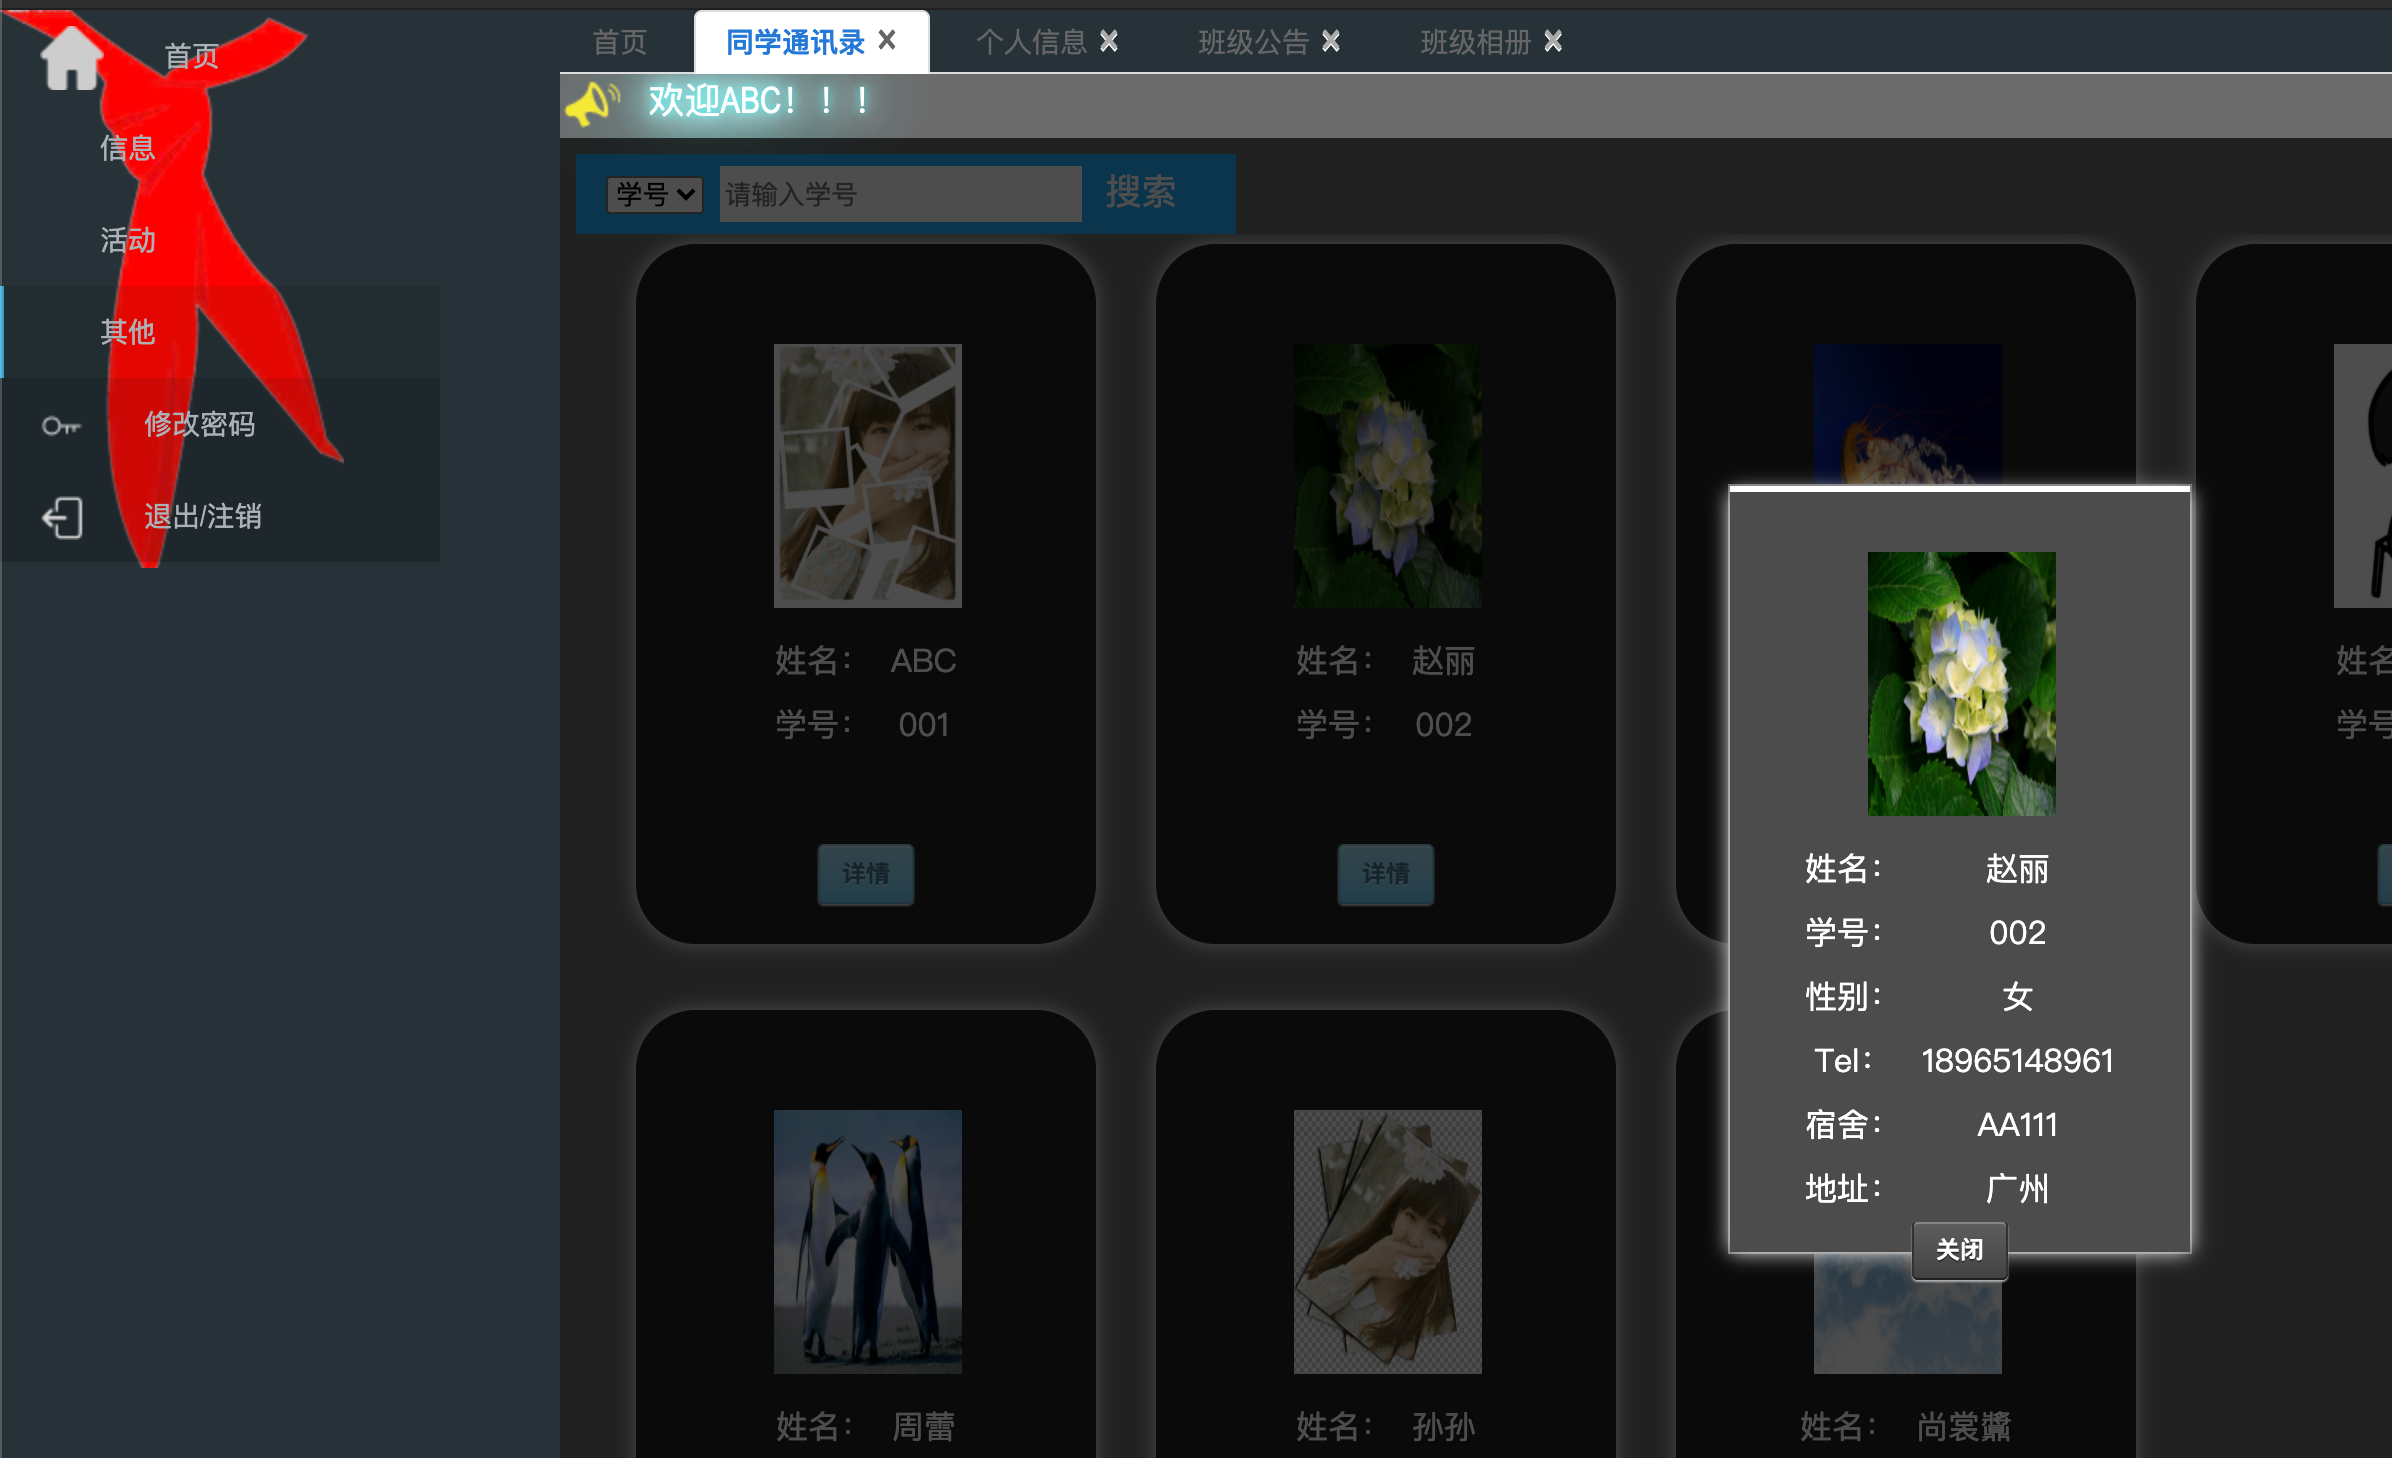 首页
信息
活动
其他
修改密码
退出/注销
首页 同学通讯录 个人信息 班级公告 班级相册
欢迎ABC！！！
学号 请输入学号 搜索
姓名： ABC
学号： 001
详情
姓名： 赵丽
学号： 002
详情
姓名
学号
姓名： 赵丽
学号： 002
性别： 女
Tel： 18965148961
宿舍： AA111
地址： 广州
关闭
姓名： 周蕾
姓名： 孙孙
姓名： 尚裳